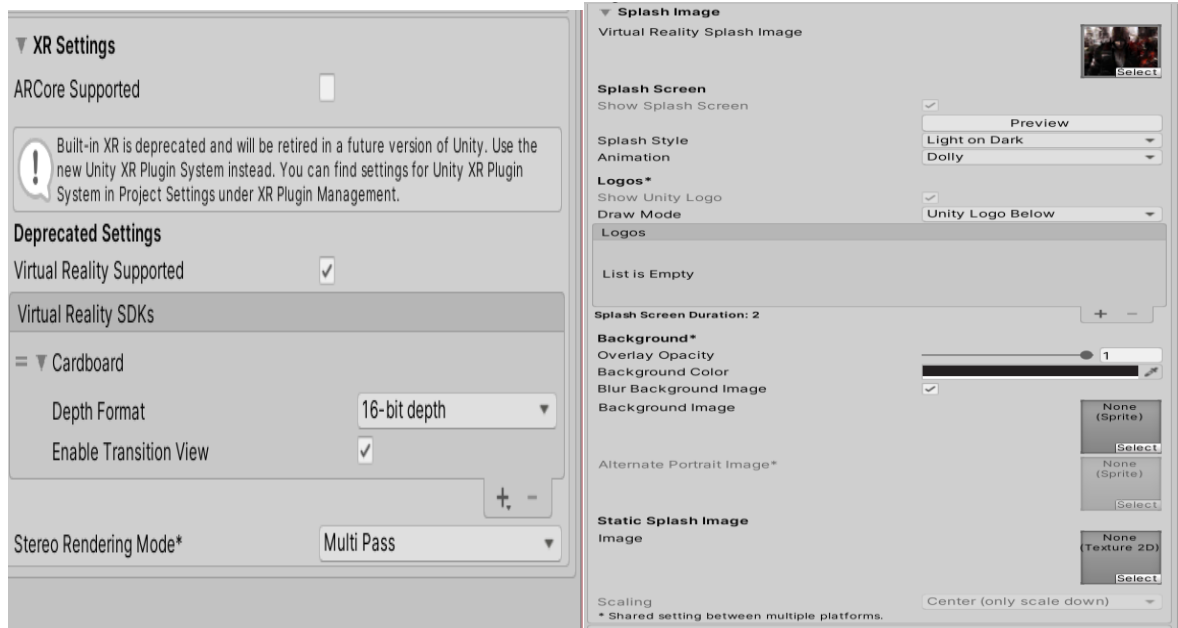 XR Settings
ARCore Supported
Built-in XR is deprecated and will be retired in a future version of Unity. Use the
new Unity XR Plugin System instead. You can find settings for Unity XR Plugin
System in Project Settings under XR Plugin Management.
Deprecated Settings
Virtual Reality Supported
Virtual Reality SDKs
Cardboard
Depth Format 16-bit depth
Enable Transition View
Stereo Rendering Mode* Multi Pass
Splash Image
Virtual Reality Splash Image
Select
Splash Screen
Show Splash Screen
Preview
Splash Style Light on Dark
Animation Dolly
Logos*
Show Unity Logo
Draw Mode Unity Logo Below
Logos
List is Empty
Splash Screen Duration: 2
Background*
Overlay Opacity 1
Background Color
Blur Background Image
Background Image None
(Sprite)
Select
Alternate Portrait Image* None
(Sprite)
Select
Static Splash Image
Image None
(Texture 2D)
Select
Scaling Center (only scale down)
* Shared setting between multiple platforms.